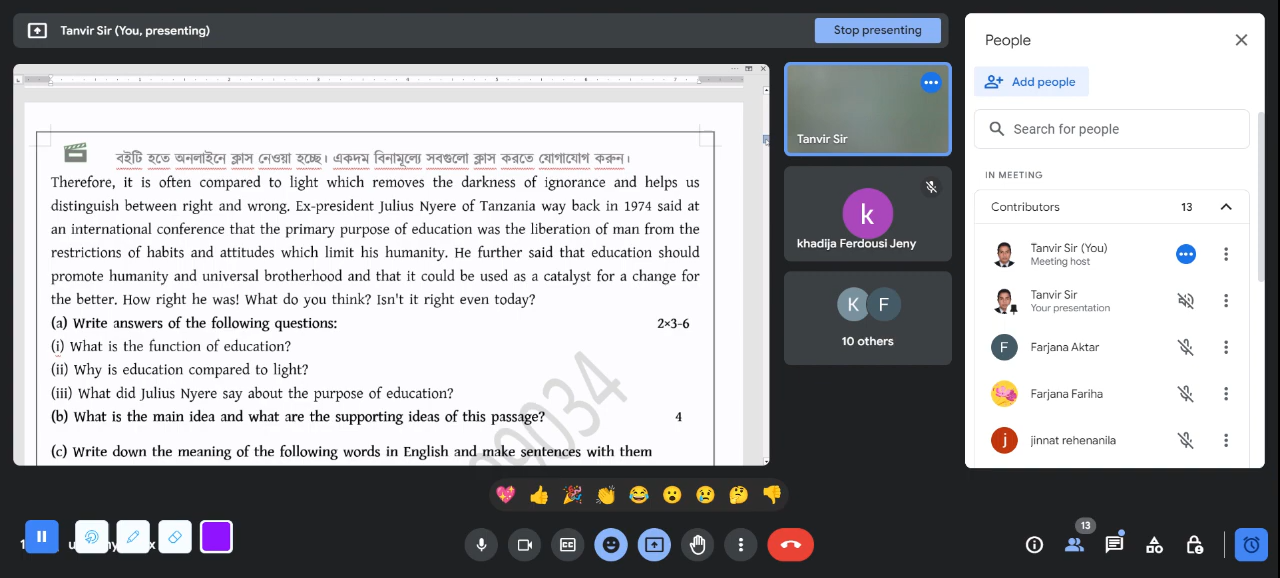 Tanvir Sir (You, presenting)
Stop presenting
বইটি হতে অনলাইনে ক্লাস নেওয়া হচ্ছে। একদম বিনামূল্যে সবগুলো ক্লাস করতে যোগাযোগ করুন।
Therefore, it is often compared to light which removes the darkness of ignorance and helps us
distinguish between right and wrong. Ex-president Julius Nyere of Tanzania way back in 1974 said at
an international conference that the primary purpose of education was the liberation of man from the
restrictions of habits and attitudes which limit his humanity. He further said that education should
promote humanity and universal brotherhood and that it could be used as a catalyst for a change for
the better. How right he was! What do you think? Isn't it right even today?
(a) Write answers of the following questions: 2×3-6
(i) What is the function of education?
(ii) Why is education compared to light?
(iii) What did Julius Nyere say about the purpose of education?
(b) What is the main idea and what are the supporting ideas of this passage? 4
(c) Write down the meaning of the following words in English and make sentences with them
99034
Tanvir Sir
k
khadija Ferdousi Jeny
K F
10 others
People
Add people
Search for people
IN MEETING
Contributors 13
Tanvir Sir (You)
Meeting host
Tanvir Sir
Your presentation
F Farjana Aktar
Farjana Fariha
j jinnat rehenanila
13